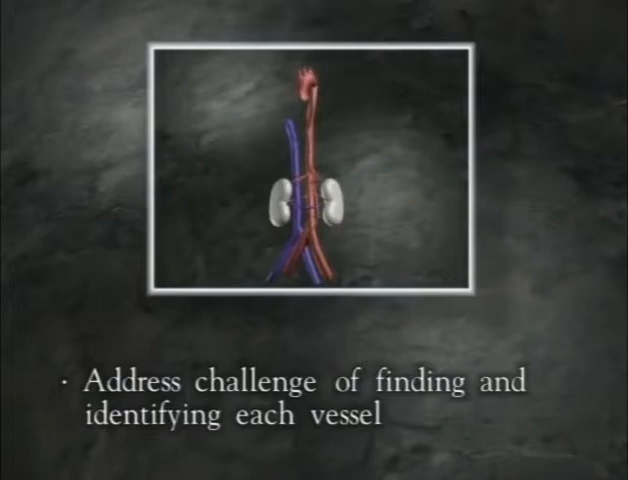 · Address challenge of finding and
identifying each vessel